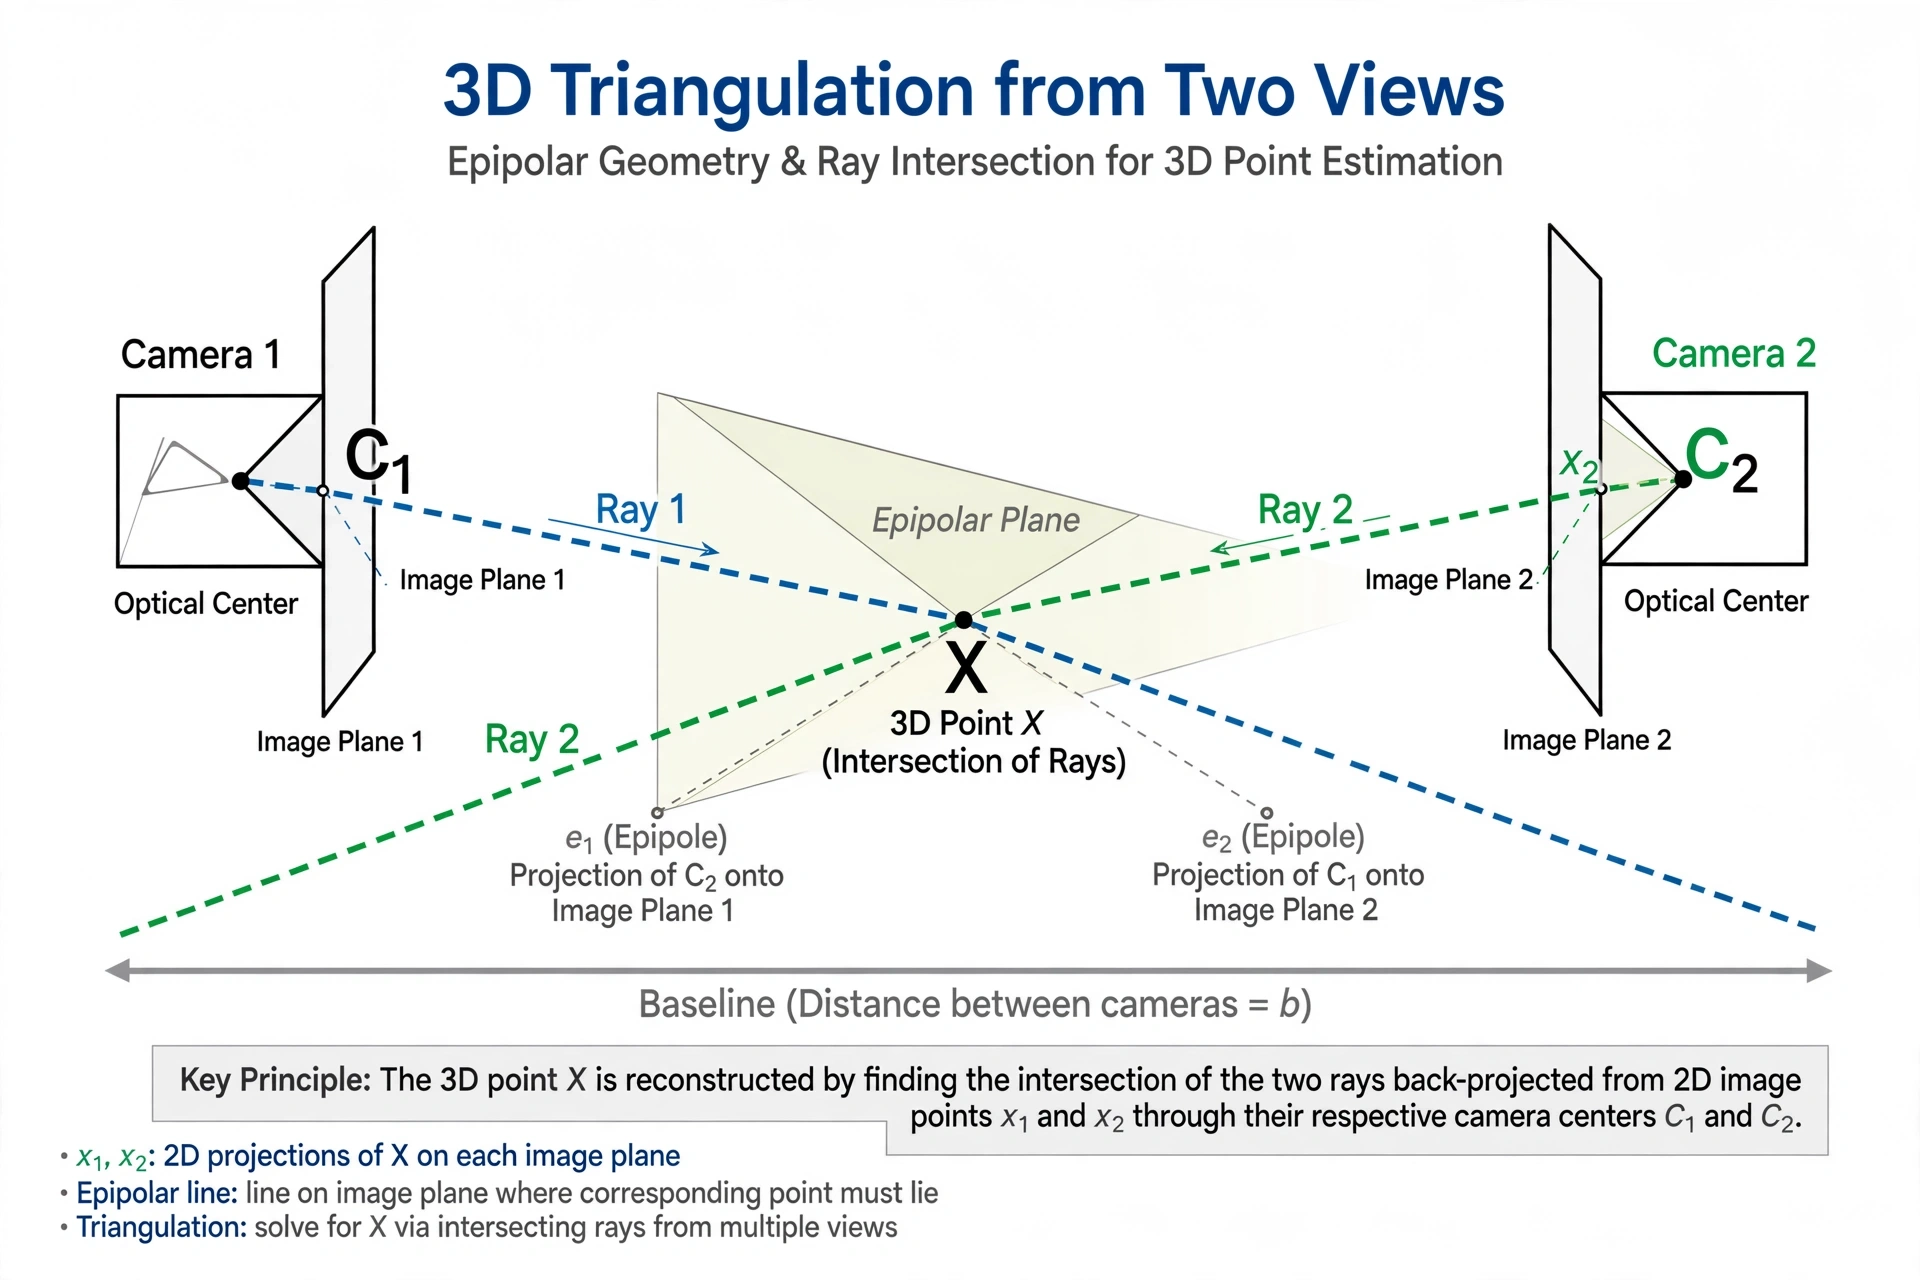 3D Triangulation from Two Views
Epipolar Geometry & Ray Intersection for 3D Point Estimation
Camera 1
Camera 2
C₁
C₂
x₂
Ray 1
Ray 2
Epipolar Plane
Image Plane 1
Image Plane 2
Optical Center
Optical Center
X
3D Point X
(Intersection of Rays)
Image Plane 1
Image Plane 2
Ray 2
e₁ (Epipole)
Projection of C₂ onto
Image Plane 1
e₂ (Epipole)
Projection of C₁ onto
Image Plane 2
Baseline (Distance between cameras = b)
Key Principle: The 3D point X is reconstructed by finding the intersection of the two rays back-projected from 2D image
points x₁ and x₂ through their respective camera centers C₁ and C₂.
• x₁, x₂: 2D projections of X on each image plane
• Epipolar line: line on image plane where corresponding point must lie
• Triangulation: solve for X via intersecting rays from multiple views